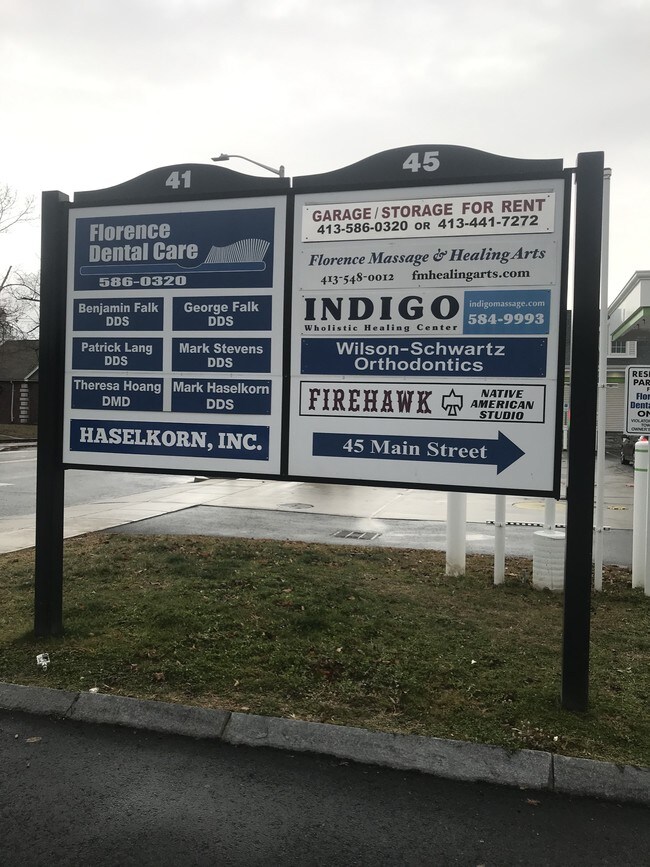 41
Florence
Dental Care
586-0320
Benjamin Falk
DDS
George Falk
DDS
Patrick Lang
DDS
Mark Stevens
DDS
Theresa Hoang
DMD
Mark Haselkorn
DDS
HASELKORN, INC.
45
GARAGE/STORAGE FOR RENT
413-586-0320 OR 413-441-7272
Florence Massage & Healing Arts
413-548-0012 fmhealingarts.com
INDIGO
Wholistic Healing Center
indigomassage.com
584-9993
Wilson-Schwartz
Orthodontics
FIREHAWK
NATIVE
AMERICAN
STUDIO
45 Main Street